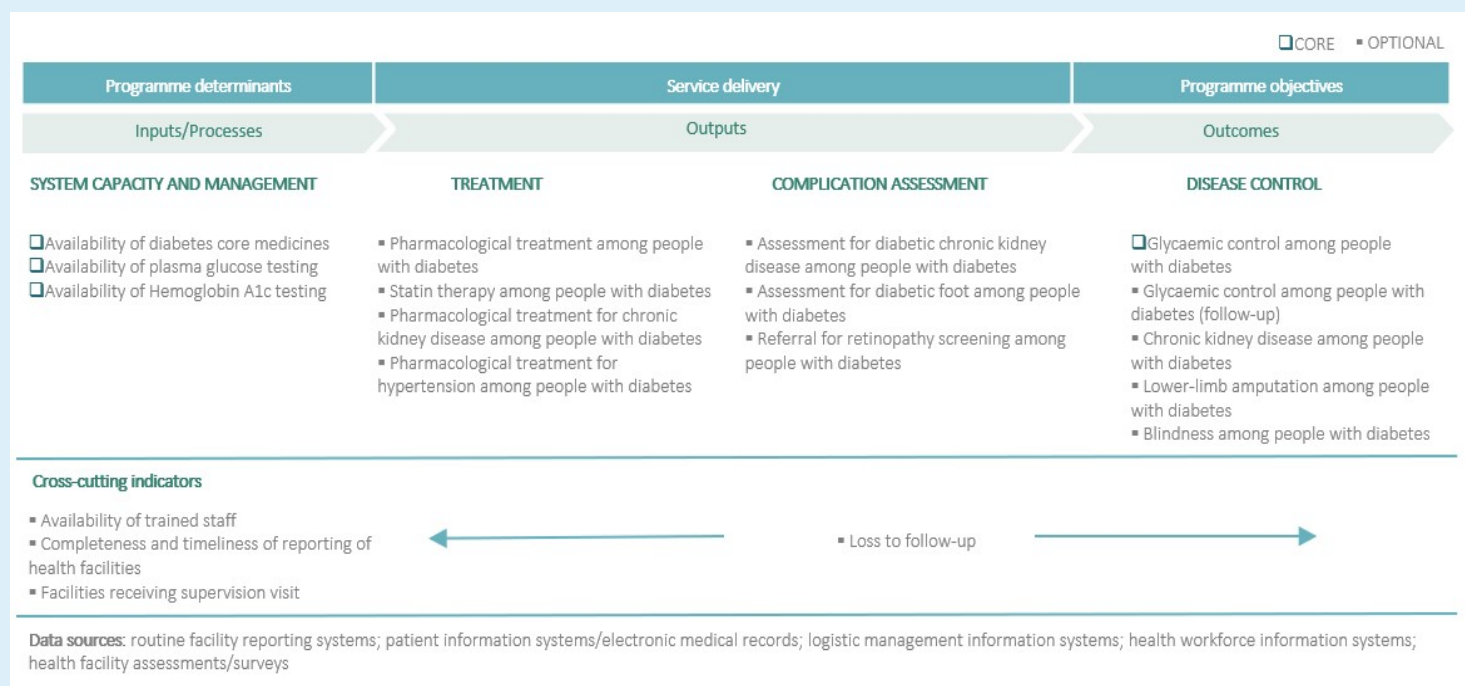 ❑CORE ▪ OPTIONAL
Programme determinants
Service delivery
Programme objectives
Inputs/Processes
Outputs
Outcomes
SYSTEM CAPACITY AND MANAGEMENT
❑Availability of diabetes core medicines
❑Availability of plasma glucose testing
❑Availability of Hemoglobin A1c testing
TREATMENT
▪ Pharmacological treatment among people
with diabetes
▪ Statin therapy among people with diabetes
▪ Pharmacological treatment for chronic
kidney disease among people with diabetes
▪ Pharmacological treatment for
hypertension among people with diabetes
COMPLICATION ASSESSMENT
▪ Assessment for diabetic chronic kidney
disease among people with diabetes
▪ Assessment for diabetic foot among people
with diabetes
▪ Referral for retinopathy screening among
people with diabetes
DISEASE CONTROL
❑Glycaemic control among people
with diabetes
▪ Glycaemic control among people with
diabetes (follow-up)
▪ Chronic kidney disease among people
with diabetes
▪ Lower-limb amputation among people
with diabetes
▪ Blindness among people with diabetes
Cross-cutting indicators
▪ Availability of trained staff
▪ Completeness and timeliness of reporting of
health facilities
▪ Facilities receiving supervision visit
▪ Loss to follow-up
Data sources: routine facility reporting systems; patient information systems/electronic medical records; logistic management information systems; health workforce information systems;
health facility assessments/surveys